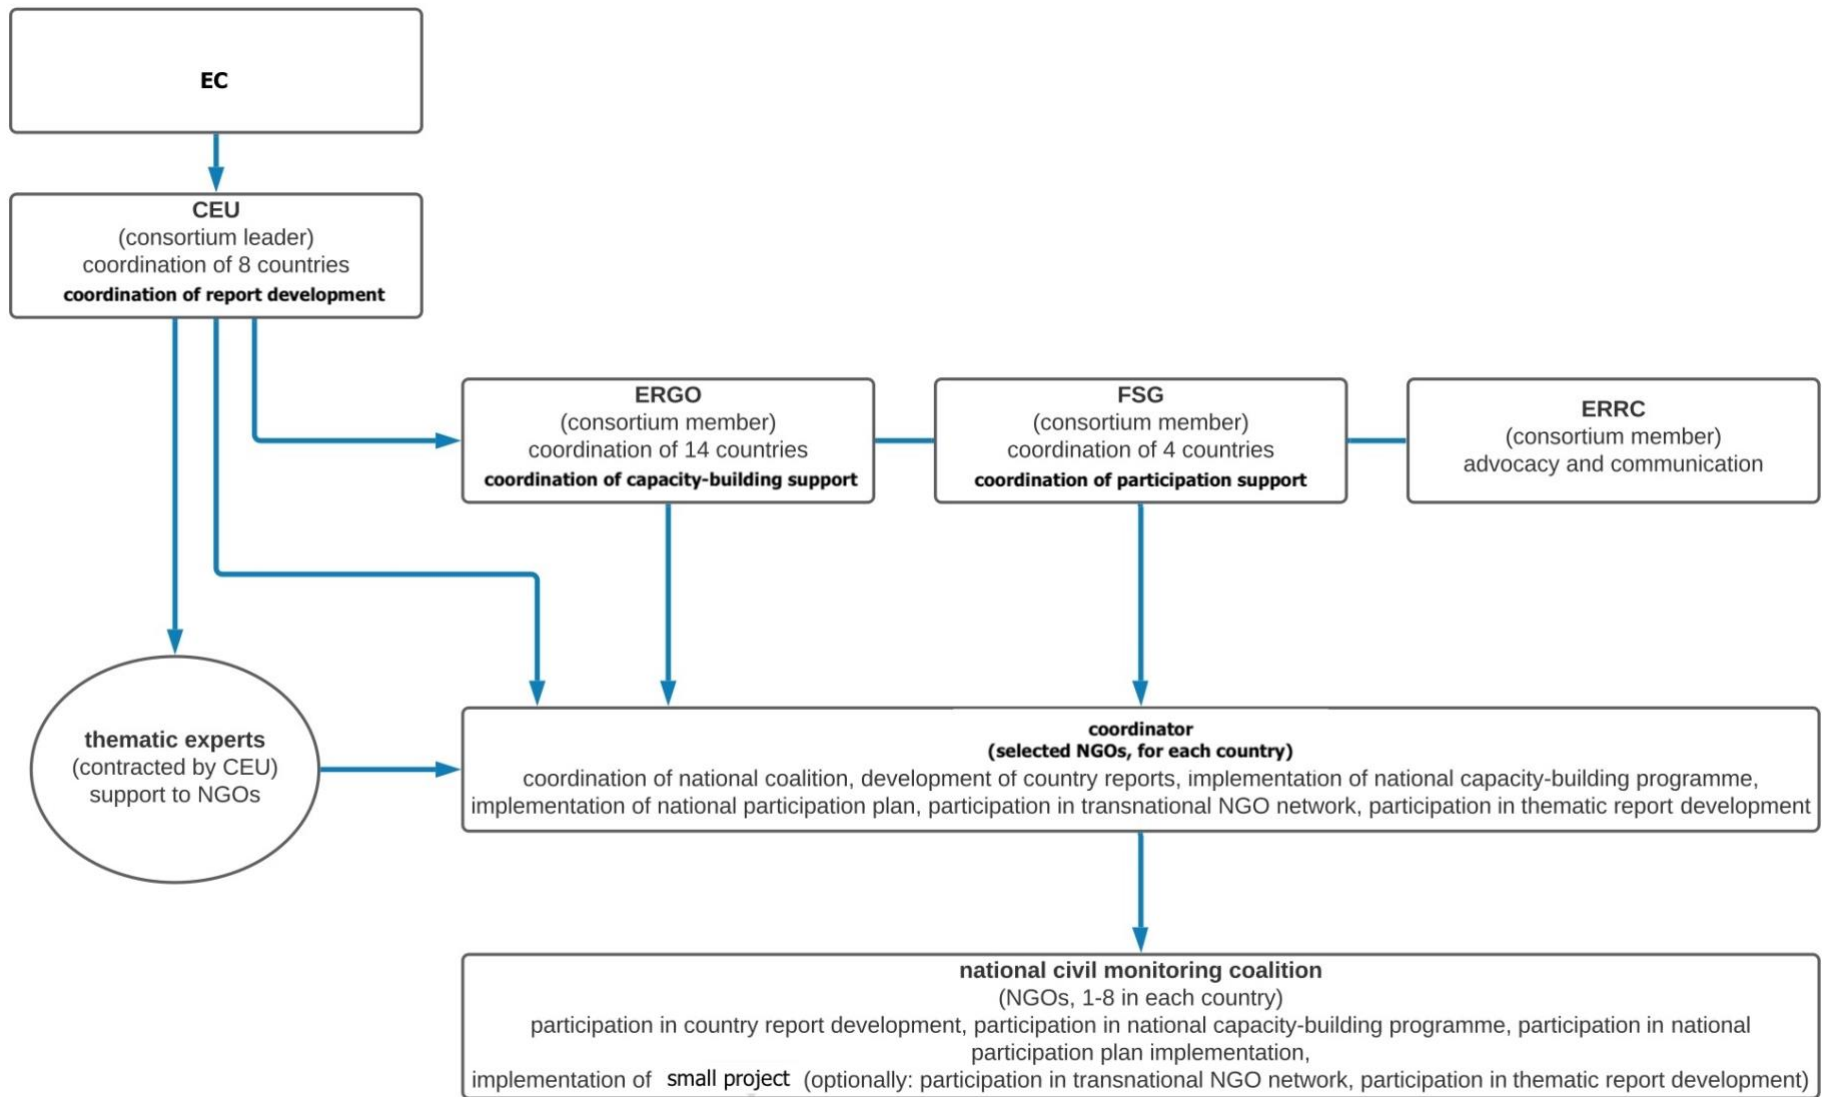 EC
CEU
(consortium leader)
coordination of 8 countries
coordination of report development
ERGO
(consortium member)
coordination of 14 countries
coordination of capacity-building support
FSG
(consortium member)
coordination of 4 countries
coordination of participation support
ERRC
(consortium member)
advocacy and communication
thematic experts
(contracted by CEU)
support to NGOs
coordinator
(selected NGOs, for each country)
coordination of national coalition, development of country reports, implementation of national capacity-building programme,
implementation of national participation plan, participation in transnational NGO network, participation in thematic report development
national civil monitoring coalition
(NGOs, 1-8 in each country)
participation in country report development, participation in national capacity-building programme, participation in national
participation plan implementation,
implementation of small project (optionally: participation in transnational NGO network, participation in thematic report development)